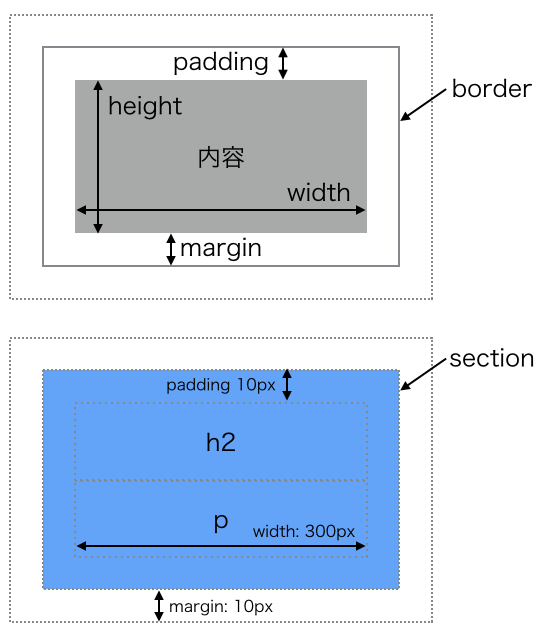 padding
border
height
内容
width
margin
section
padding 10px
h2
p
width: 300px
margin: 10px